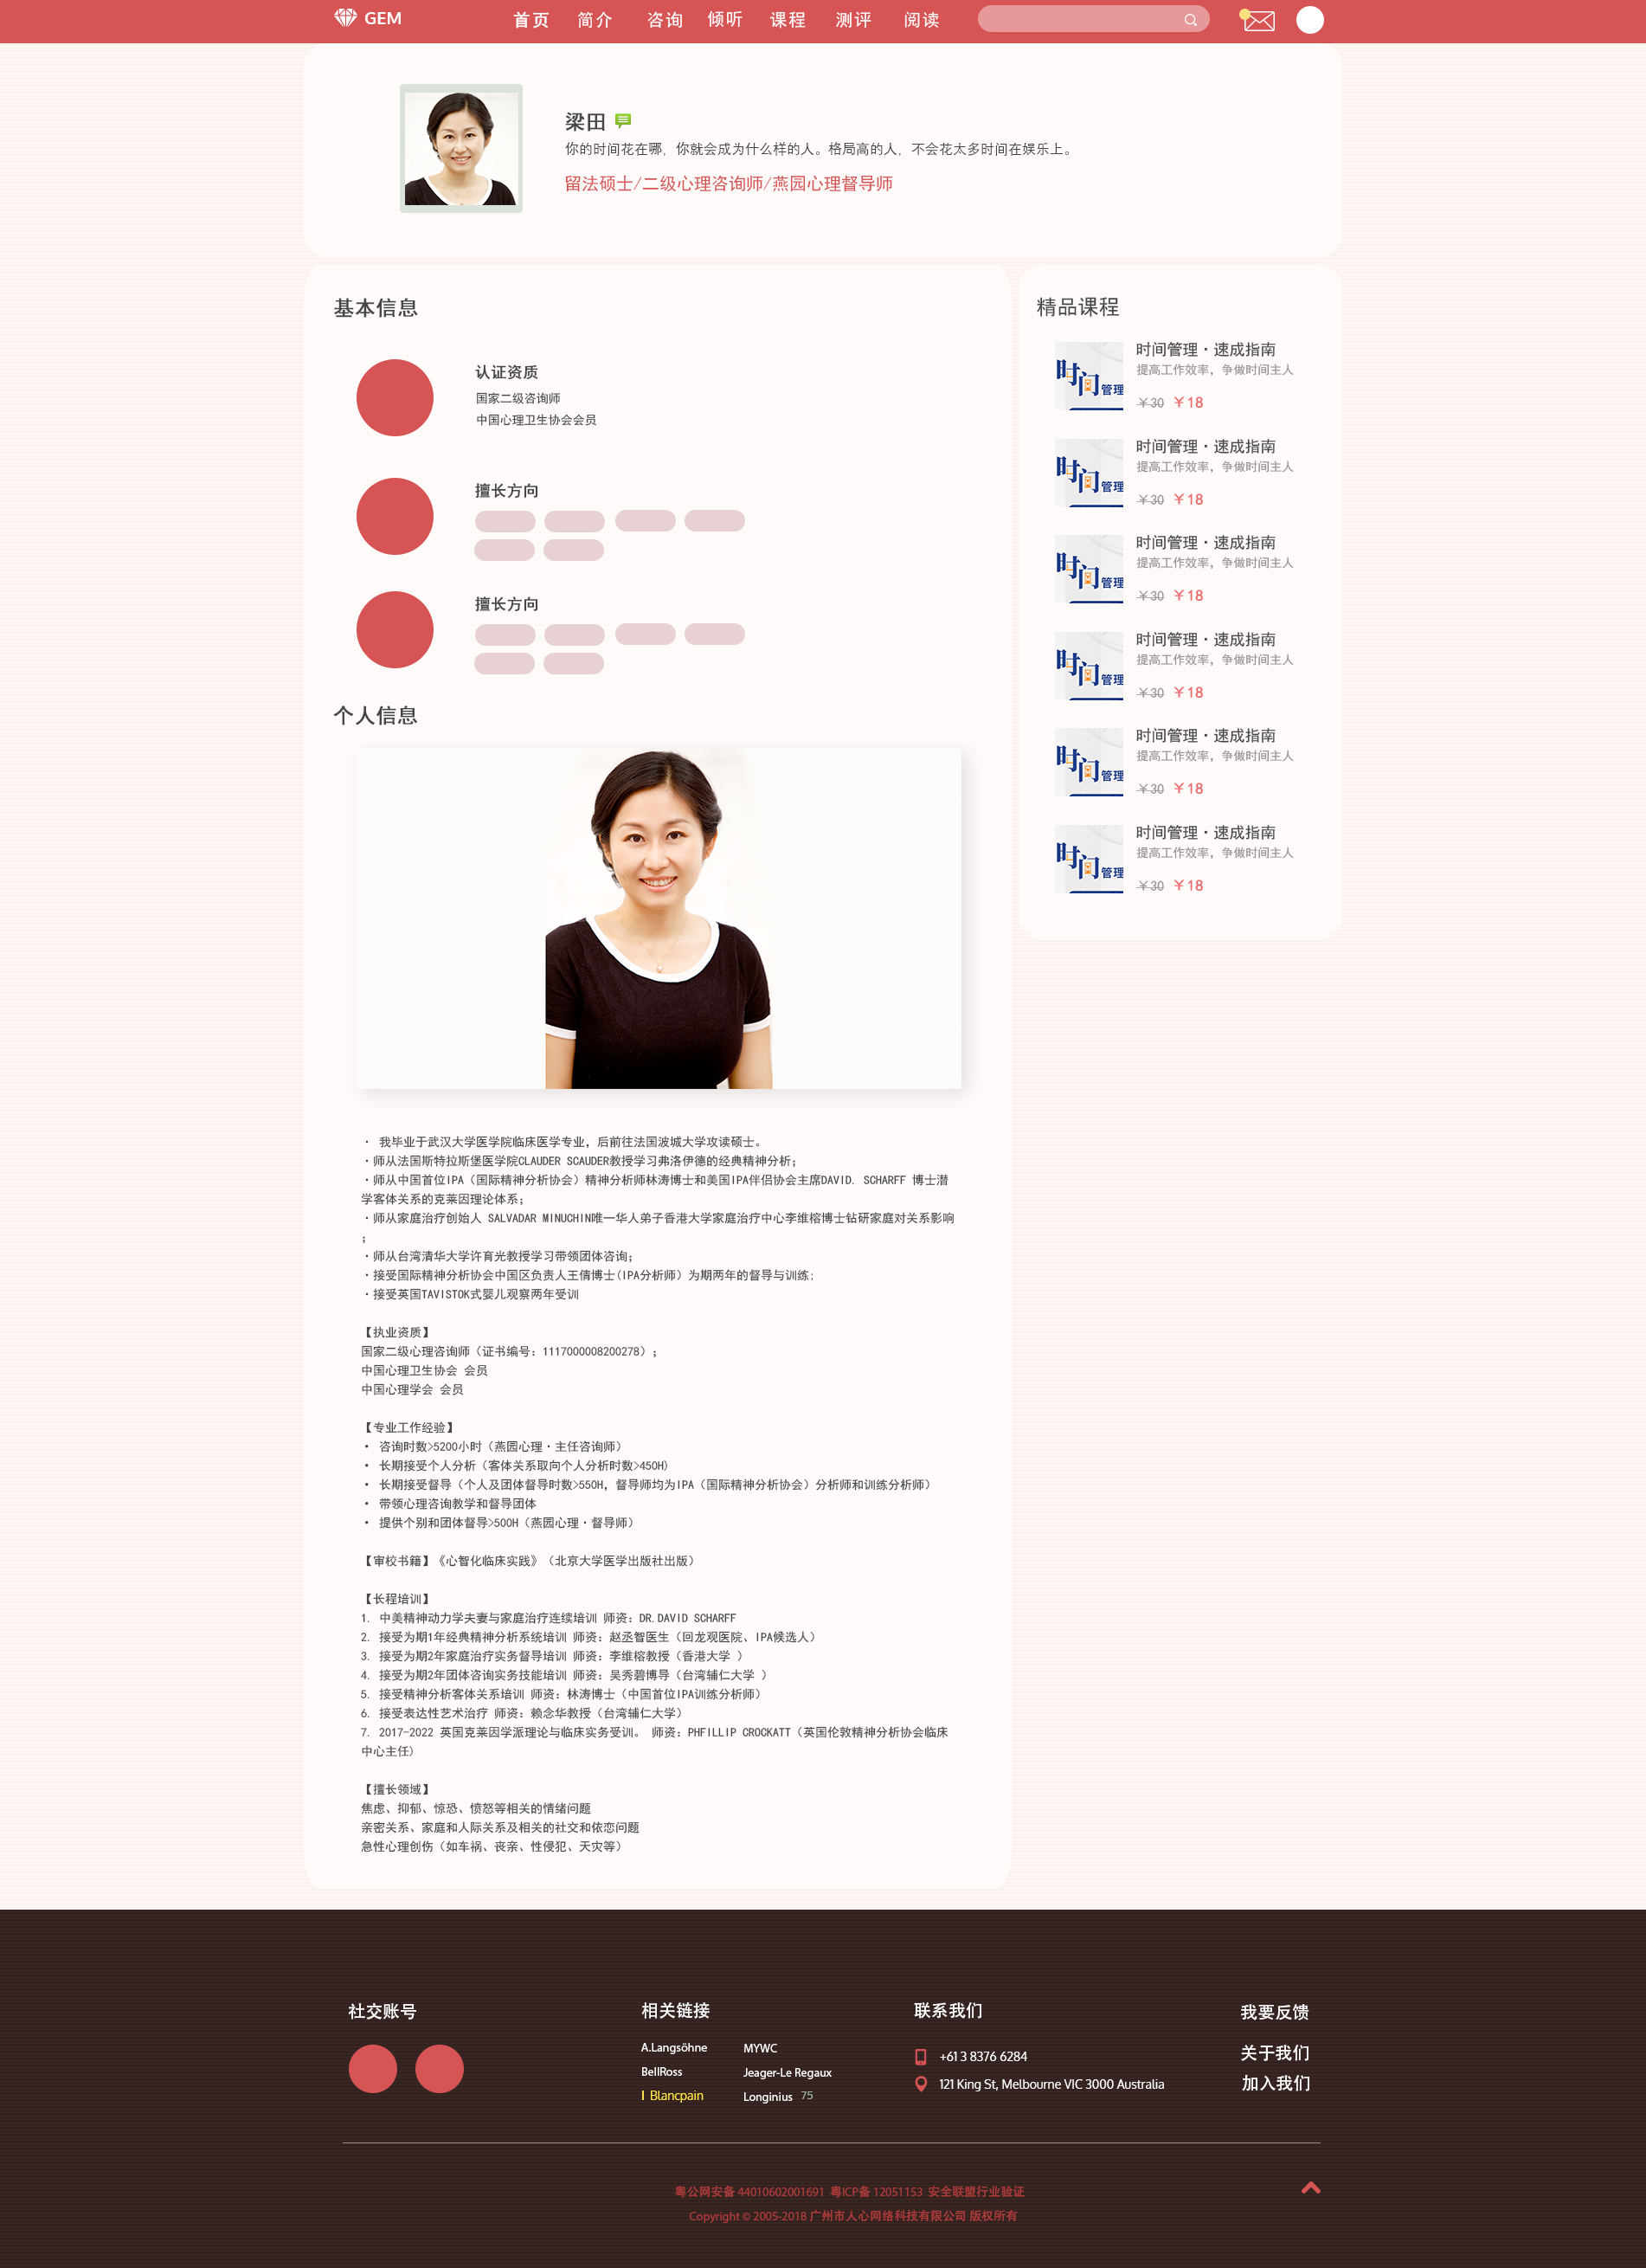 GEM
首页 简介 咨询 倾听 课程 测评 阅读
梁田
你的时间花在哪，你就会成为什么样的人。格局高的人，不会花太多时间在娱乐上。
留法硕士/二级心理咨询师/燕园心理督导师
基本信息
认证资质
国家二级咨询师
中国心理卫生协会会员
擅长方向
擅长方向
个人信息
· 我毕业于武汉大学医学院临床医学专业，后前往法国波城大学攻读硕士。
·师从法国斯特拉斯堡医学院CLAUDER SCAUDER教授学习弗洛伊德的经典精神分析；
·师从中国首位IPA（国际精神分析协会）精神分析师林涛博士和美国IPA伴侣协会主席DAVID. SCHARFF 博士潜
学客体关系的克莱因理论体系；
·师从家庭治疗创始人 SALVADAR MINUCHIN唯一华人弟子香港大学家庭治疗中心李维榕博士钻研家庭对关系影响
；
·师从台湾清华大学许育光教授学习带领团体咨询；
·接受国际精神分析协会中国区负责人王倩博士(IPA分析师）为期两年的督导与训练;
·接受英国TAVISTOK式婴儿观察两年受训
【执业资质】
国家二级心理咨询师（证书编号：1117000008200278）；
中国心理卫生协会 会员
中国心理学会 会员
【专业工作经验】
• 咨询时数>5200小时（燕园心理·主任咨询师）
• 长期接受个人分析（客体关系取向个人分析时数>450H)
• 长期接受督导（个人及团体督导时数>550H，督导师均为IPA（国际精神分析协会）分析师和训练分析师）
• 带领心理咨询教学和督导团体
• 提供个别和团体督导>500H（燕园心理·督导师）
【审校书籍】《心智化临床实践》（北京大学医学出版社出版）
【长程培训】
1. 中美精神动力学夫妻与家庭治疗连续培训 师资：DR.DAVID SCHARFF
2. 接受为期1年经典精神分析系统培训 师资：赵丞智医生（回龙观医院、IPA候选人）
3. 接受为期2年家庭治疗实务督导培训 师资：李维榕教授（香港大学 ）
4. 接受为期2年团体咨询实务技能培训 师资：吴秀碧博导（台湾辅仁大学 ）
5. 接受精神分析客体关系培训 师资：林涛博士（中国首位IPA训练分析师）
6. 接受表达性艺术治疗 师资：赖念华教授（台湾辅仁大学）
7. 2017-2022 英国克莱因学派理论与临床实务受训。 师资：PHFILLIP CROCKATT（英国伦敦精神分析协会临床
中心主任)
【擅长领域】
焦虑、抑郁、惊恐、愤怒等相关的情绪问题
亲密关系、家庭和人际关系及相关的社交和依恋问题
急性心理创伤（如车祸、丧亲、性侵犯、天灾等）
精品课程
时间管理
时间管理·速成指南
提高工作效率，争做时间主人
￥30 ￥18
时间管理
时间管理·速成指南
提高工作效率，争做时间主人
￥30 ￥18
时间管理
时间管理·速成指南
提高工作效率，争做时间主人
￥30 ￥18
时间管理
时间管理·速成指南
提高工作效率，争做时间主人
￥30 ￥18
时间管理
时间管理·速成指南
提高工作效率，争做时间主人
￥30 ￥18
时间管理
时间管理·速成指南
提高工作效率，争做时间主人
￥30 ￥18
社交账号
相关链接
A.Langsöhne MYWC
BellRoss Jeager-Le Regaux
Blancpain Longinius 75
联系我们
+61 3 8376 6284
121 King St, Melbourne VIC 3000 Australia
我要反馈
关于我们
加入我们
粤公网安备 44010602001691 粤ICP备 12051153 安全联盟行业验证
Copyright © 2005-2018 广州市人心网络科技有限公司 版权所有